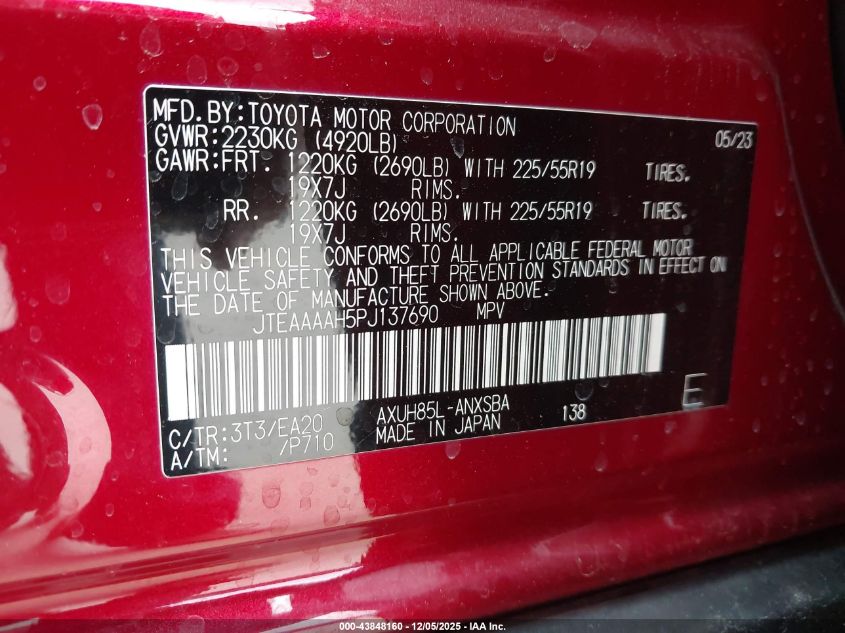 MFD.BY:TOYOTA MOTOR CORPORATION 05/23
GVWR:2230KG (4920LB)
GAWR:FRT. 1220KG (2690LB) WITH 225/55R19 TIRES.
19X7J RIMS.
RR. 1220KG (2690LB) WITH 225/55R19 TIRES.
19X7J RIMS.
THIS VEHICLE CONFORMS TO ALL APPLICABLE FEDERAL MOTOR
VEHICLE SAFETY AND THEFT PREVENTION STANDARDS IN EFFECT ON
THE DATE OF MANUFACTURE SHOWN ABOVE.
JTEAAAAH5PJ137690 MPV
C/TR:3T3/EA20 AXUH85L-ANXSBA 138 E
A/TM: /P710 MADE IN JAPAN
000-43848160 - 12/05/2025 - IAA Inc.